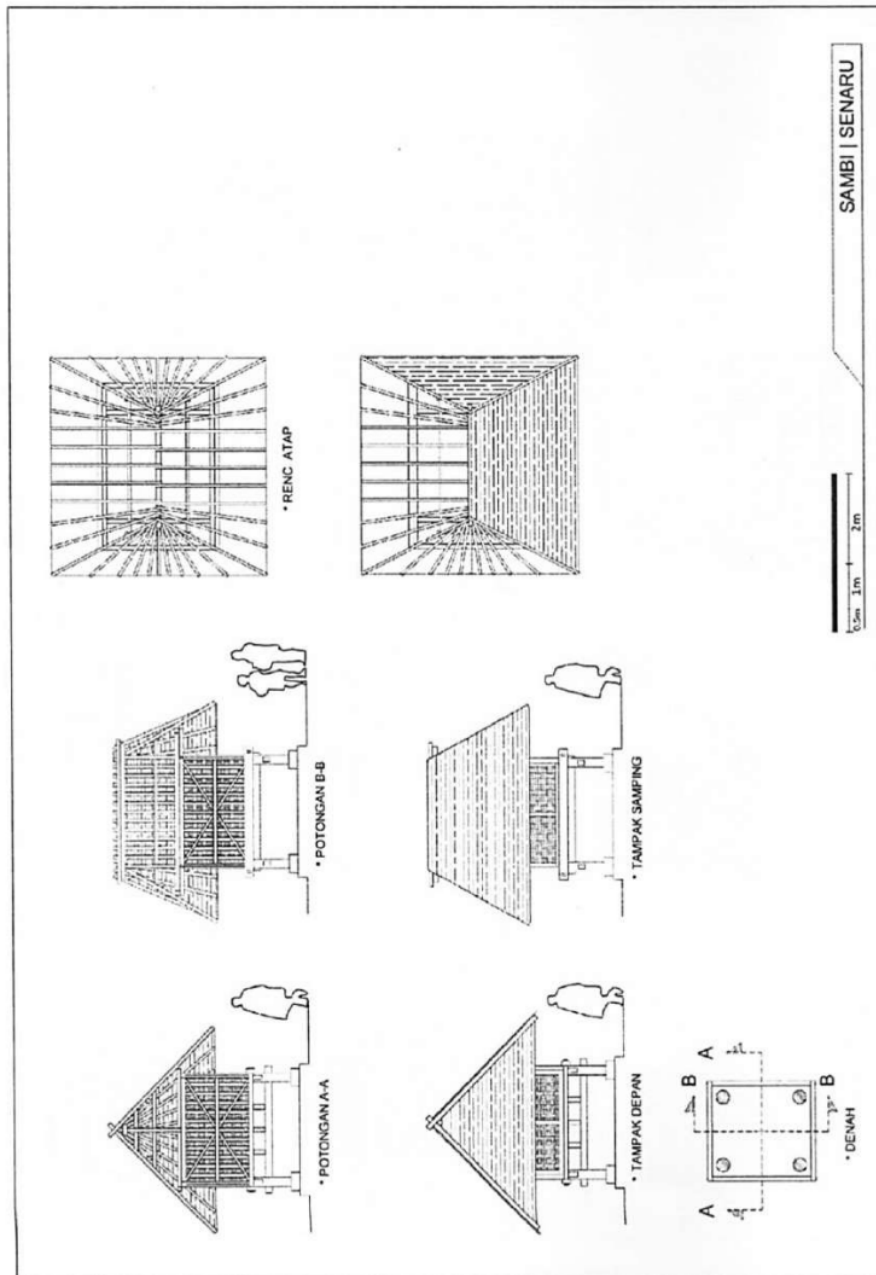 * POTONGAN A-A
* POTONGAN B-B
* RENC ATAP
* TAMPAK DEPAN
* TAMPAK SAMPING
A
A
B
B
* DENAH
0.5m 1m 2m
SAMBI | SENARU